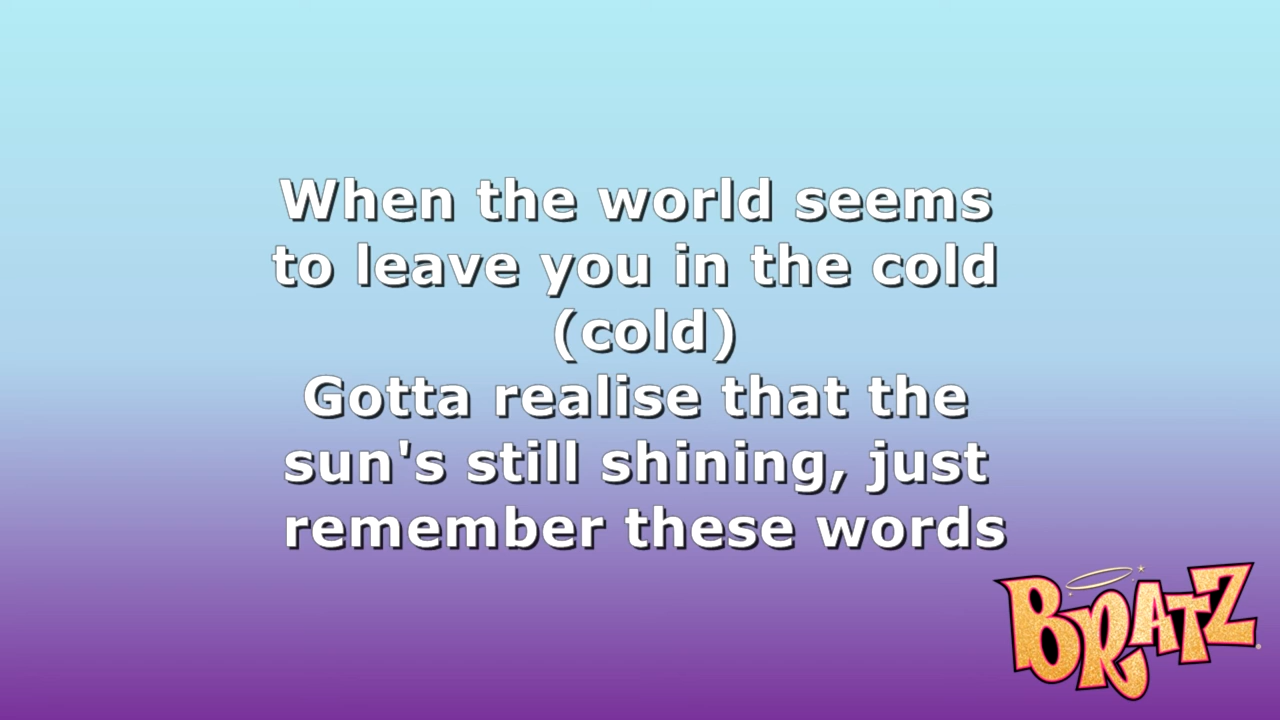 When the world seems
to leave you in the cold
(cold)
Gotta realise that the
sun's still shining, just
remember these words
BRATZ